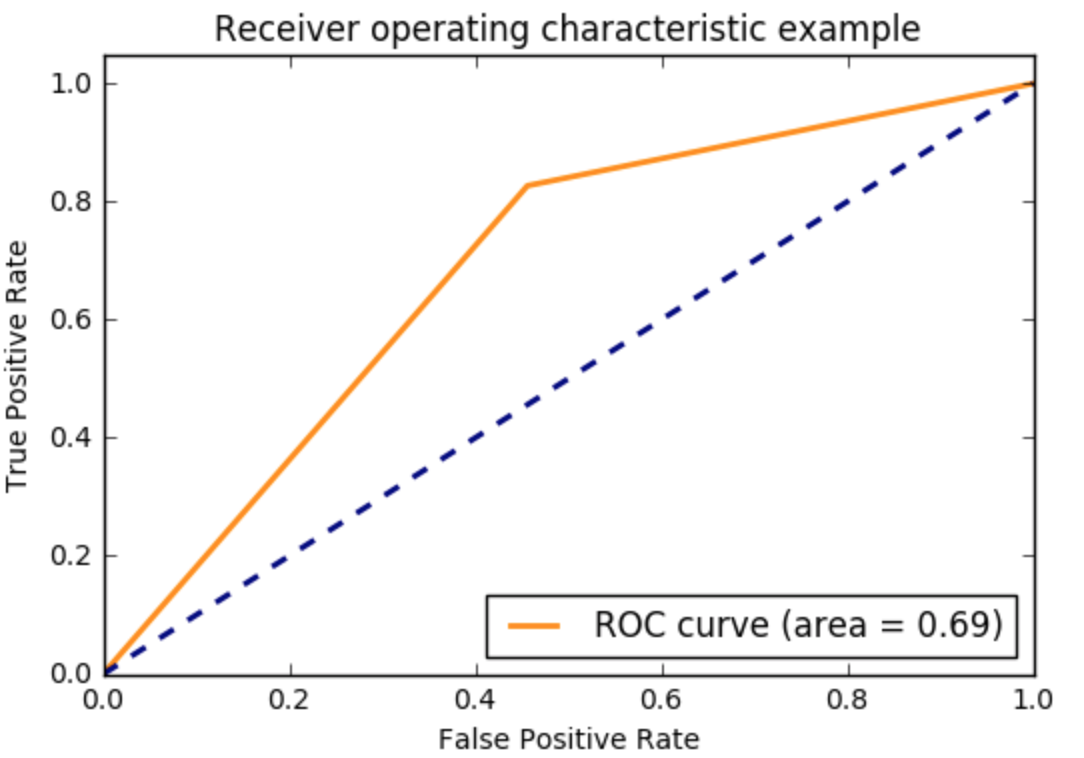 Receiver operating characteristic example
True Positive Rate
1.0
0.8
0.6
0.4
0.2
0.0
ROC curve (area = 0.69)
0.0 0.2 0.4 0.6 0.8 1.0
False Positive Rate